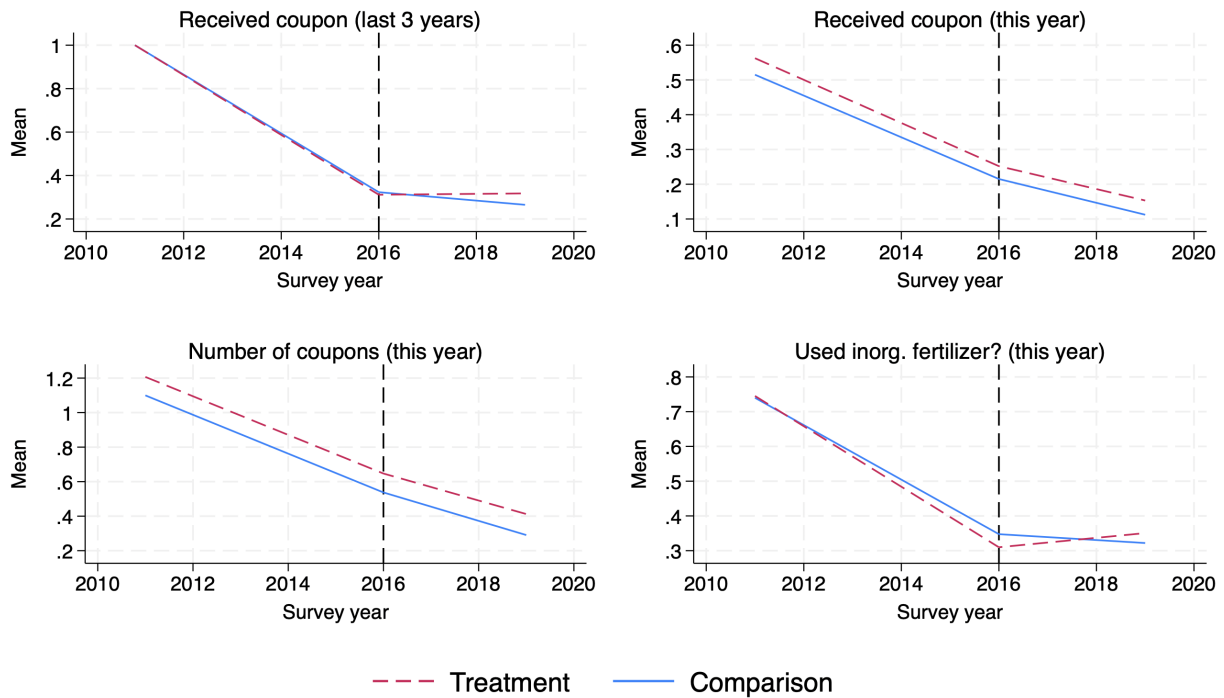 Received coupon (last 3 years)
Mean
1
.8
.6
.4
.2
2010 2012 2014 2016 2018 2020
Survey year
Received coupon (this year)
Mean
.6
.5
.4
.3
.2
.1
2010 2012 2014 2016 2018 2020
Survey year
Number of coupons (this year)
Mean
1.2
1
.8
.6
.4
.2
2010 2012 2014 2016 2018 2020
Survey year
Used inorg. fertilizer? (this year)
Mean
.8
.7
.6
.5
.4
.3
2010 2012 2014 2016 2018 2020
Survey year
Treatment Comparison